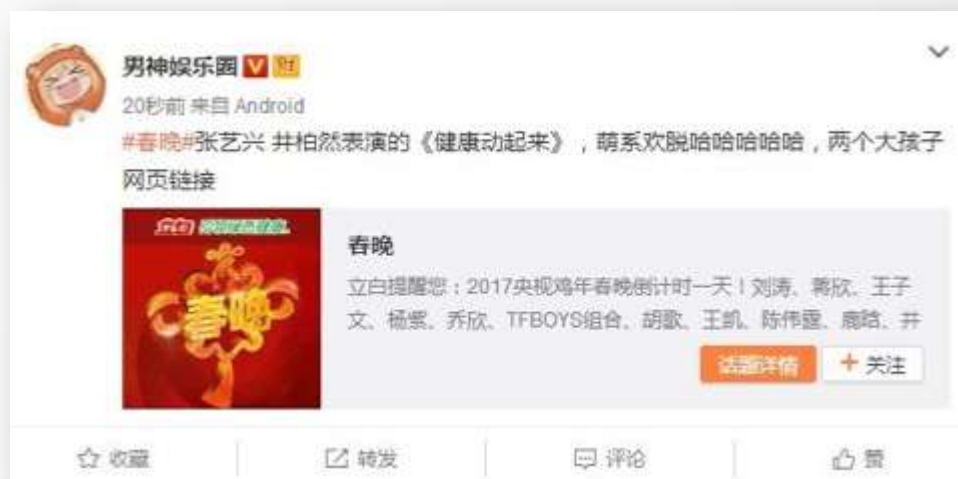 男神娱乐圈 V
20秒前 来自 Android
#春晚#张艺兴 井柏然表演的《健康动起来》，萌系欢脱哈哈哈哈哈，两个大孩子
网页链接
立白
春晚
春晚
立白提醒您：2017央视鸡年春晚倒计时一天！刘涛、蒋欣、王子
文、杨紫、乔欣、TFBOYS组合、胡歌、王凯、陈伟霆、鹿晗、井
话题详情
+ 关注
收藏
转发
评论
赞